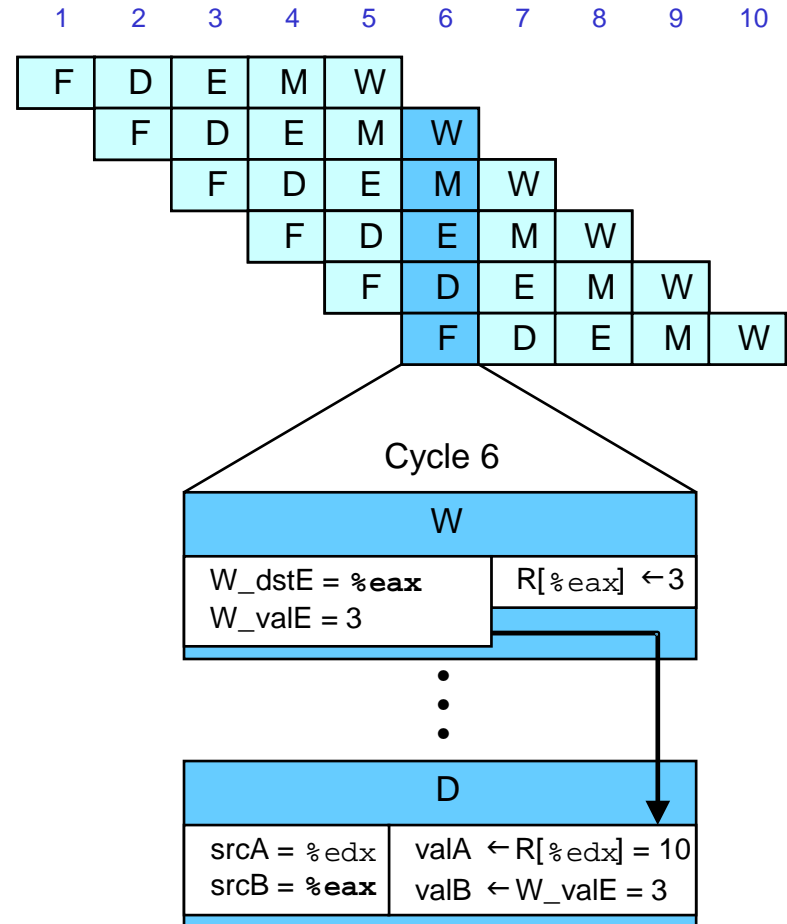 1 2 3 4 5 6 7 8 9 10
F D E M W
F D E M W
F D E M W
F D E M W
F D E M W
F D E M W
Cycle 6
W
W_dstE = %eax R[%eax] ←3
W_valE = 3
•
•
•
D
srcA = %edx valA ←R[%edx] = 10
srcB = %eax valB ←W_valE = 3